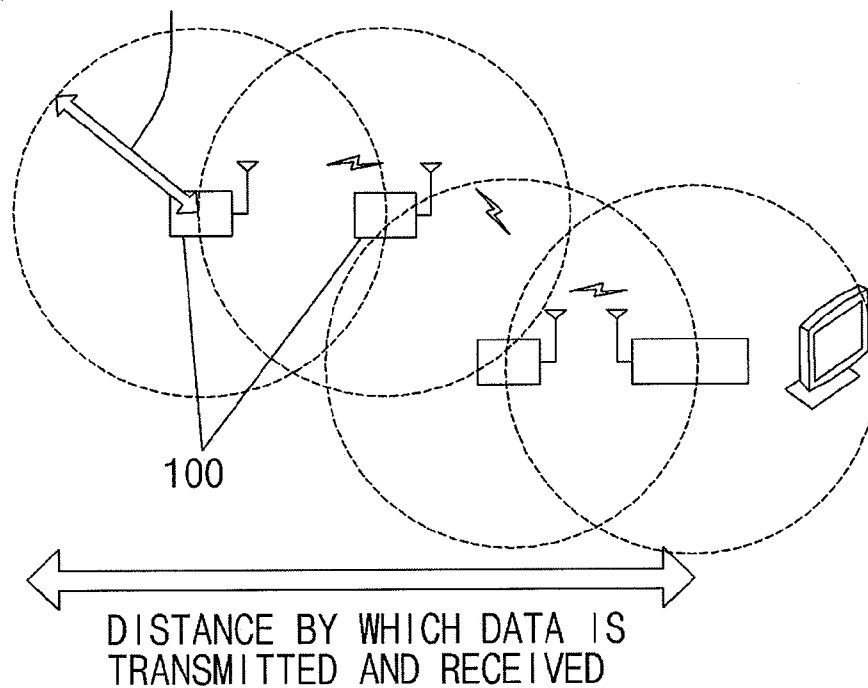 100
DISTANCE BY WHICH DATA IS
TRANSMITTED AND RECEIVED